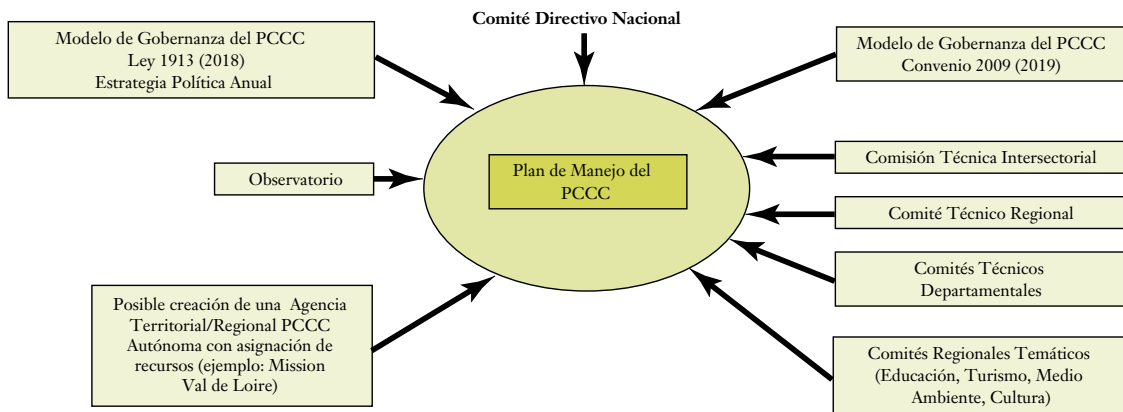 Comité Directivo Nacional
Modelo de Gobernanza del PCCC
Ley 1913 (2018)
Estrategia Política Anual
Modelo de Gobernanza del PCCC
Convenio 2009 (2019)
Observatorio
Plan de Manejo del
PCCC
Comisión Técnica Intersectorial
Comité Técnico Regional
Comités Técnicos
Departamentales
Posible creación de una Agencia
Territorial/Regional PCCC
Autónoma con asignación de
recursos (ejemplo: Mission
Val de Loire)
Comités Regionales Temáticos
(Educación, Turismo, Medio
Ambiente, Cultura)